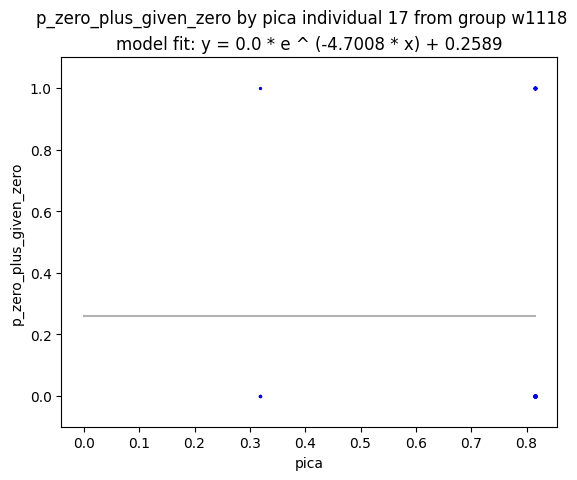 p_zero_plus_given_zero by pica individual 17 from group w1118
model fit: y = 0.0 * e ^ (-4.7008 * x) + 0.2589
1.0
0.8
0.6
0.4
0.2
0.0
p_zero_plus_given_zero
0.0 0.1 0.2 0.3 0.4 0.5 0.6 0.7 0.8
pica